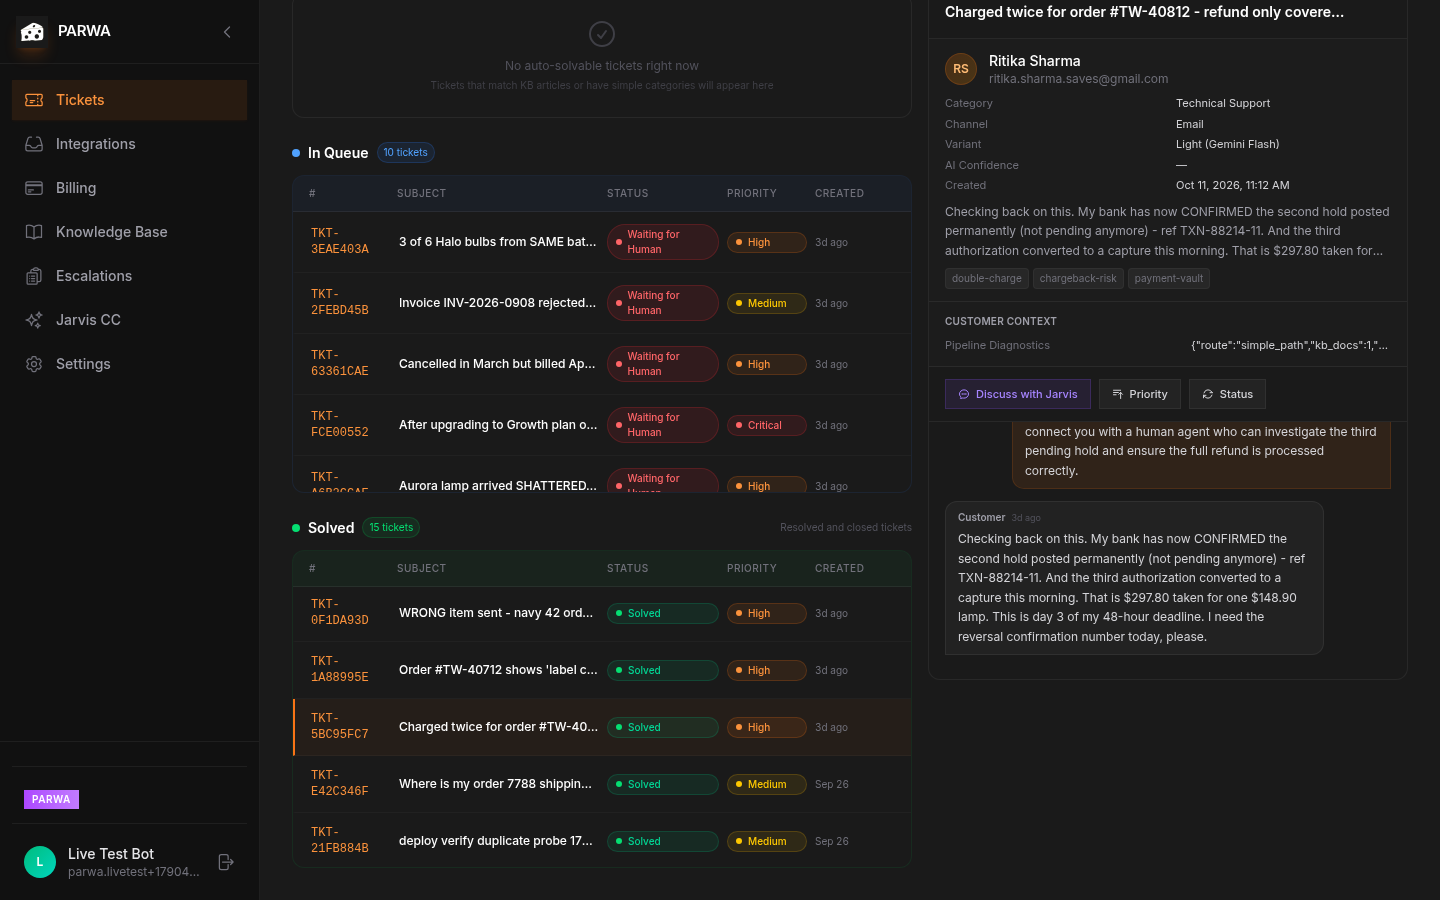 PARWA
Tickets
Integrations
Billing
Knowledge Base
Escalations
Jarvis CC
Settings
PARWA
L
Live Test Bot
parwa.livetest+17904...
No auto-solvable tickets right now
Tickets that match KB articles or have simple categories will appear here
In Queue 10 tickets
# SUBJECT STATUS PRIORITY CREATED
TKT-3EAE403A 3 of 6 Halo bulbs from SAME bat... Waiting for Human High 3d ago
TKT-2FEBD45B Invoice INV-2026-0908 rejected... Waiting for Human Medium 3d ago
TKT-63361CAE Cancelled in March but billed Ap... Waiting for Human High 3d ago
TKT-FCE00552 After upgrading to Growth plan o... Waiting for Human Critical 3d ago
TKT- Aurora lamp arrived SHATTERED... Waiting for Human High 3d ago
Solved 15 tickets Resolved and closed tickets
# SUBJECT STATUS PRIORITY CREATED
TKT-0F1DA93D WRONG item sent - navy 42 ord... Solved High 3d ago
TKT-1A88995E Order #TW-40712 shows 'label c... Solved High 3d ago
TKT-5BC95FC7 Charged twice for order #TW-40... Solved High 3d ago
TKT-E42C346F Where is my order 7788 shippin... Solved Medium Sep 26
TKT-21FB884B deploy verify duplicate probe 17... Solved Medium Sep 26
Charged twice for order #TW-40812 - refund only covere...
RS
Ritika Sharma
ritika.sharma.saves@gmail.com
Category Technical Support
Channel Email
Variant Light (Gemini Flash)
AI Confidence —
Created Oct 11, 2026, 11:12 AM
Checking back on this. My bank has now CONFIRMED the second hold posted
permanently (not pending anymore) - ref TXN-88214-11. And the third
authorization converted to a capture this morning. That is $297.80 taken for...
double-charge chargeback-risk payment-vault
CUSTOMER CONTEXT
Pipeline Diagnostics {"route":"simple_path","kb_docs":1,"...
Discuss with Jarvis Priority Status
connect you with a human agent who can investigate the third
pending hold and ensure the full refund is processed
correctly.
Customer 3d ago
Checking back on this. My bank has now CONFIRMED the
second hold posted permanently (not pending anymore) - ref
TXN-88214-11. And the third authorization converted to a
capture this morning. That is $297.80 taken for one $148.90
lamp. This is day 3 of my 48-hour deadline. I need the
reversal confirmation number today, please.